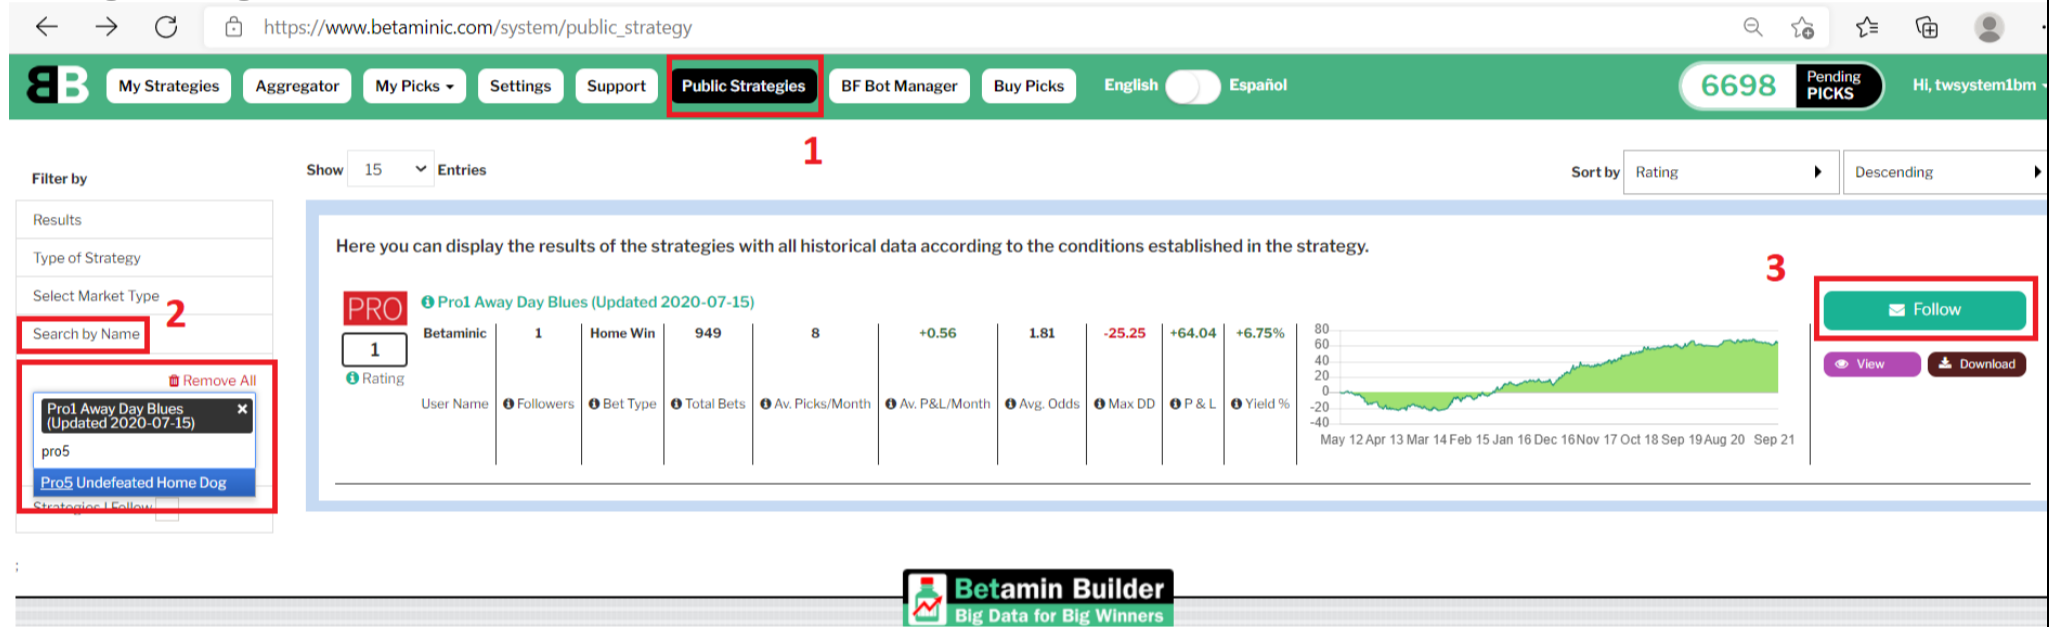 https://www.betaminic.com/system/public_strategy
BB My Strategies Aggregator My Picks Settings Support Public Strategies BF Bot Manager Buy Picks English Español 6698 Pending PICKS Hi, twsystem1bm
1
Filter by
Show 15 Entries
Sort by Rating Descending
Results
Type of Strategy
Select Market Type
Search by Name
2
Remove All
Pro1 Away Day Blues
(Updated 2020-07-15)
pro5
Pro5 Undefeated Home Dog
Strategies I Follow
Here you can display the results of the strategies with all historical data according to the conditions established in the strategy.
3
PRO
1
Rating
Pro1 Away Day Blues (Updated 2020-07-15)
Betaminic 1 Home Win 949 8 +0.56 1.81 -25.25 +64.04 +6.75%
User Name Followers Bet Type Total Bets Av. Picks/Month Av. P&L/Month Avg. Odds Max DD P & L Yield %
80
60
40
20
0
-20
-40
May 12 Apr 13 Mar 14 Feb 15 Jan 16 Dec 16 Nov 17 Oct 18 Sep 19 Aug 20 Sep 21
Follow
View Download
;
Betamin Builder
Big Data for Big Winners